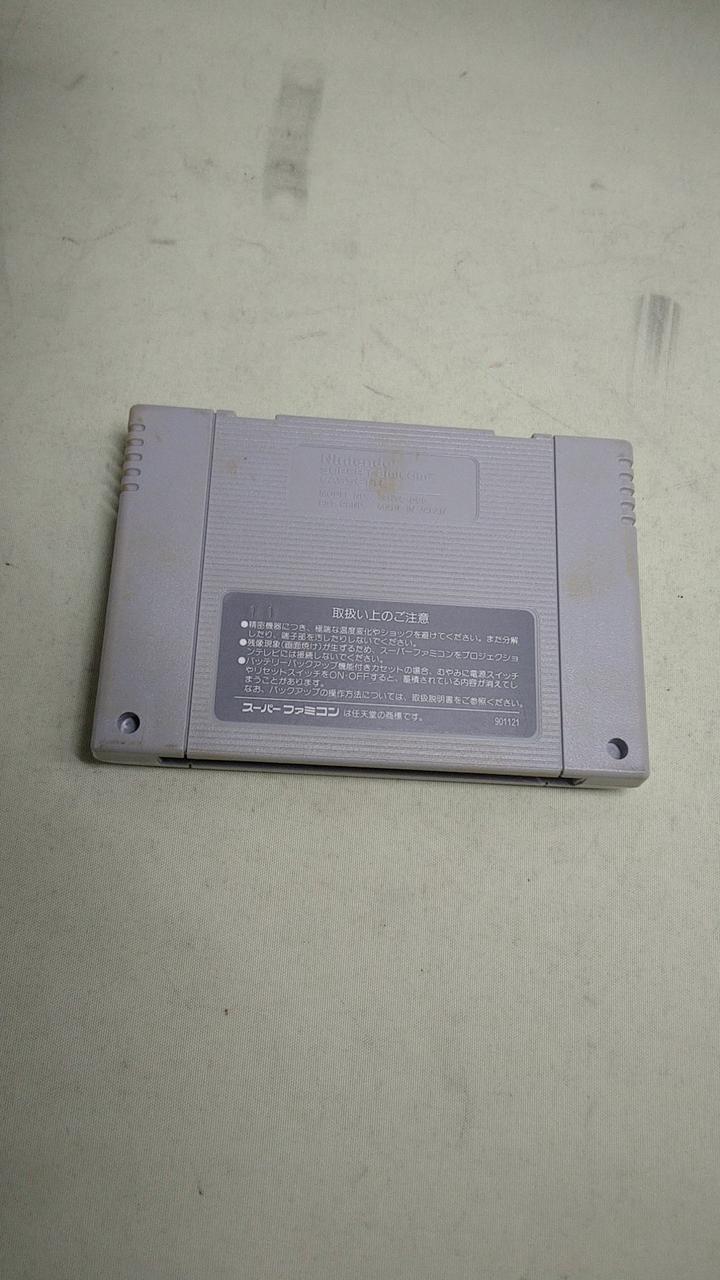 Nintendo
SUPER FAMICOM
MODEL NO. SHVC-006
MADE IN JAPAN
11
取扱い上のご注意
●精密機器につき、極端な温度変化やショックを避けてください。また分解
したり、端子部を汚したりしないでください。
●残像現象(画面焼け)が生ずるため、スーパーファミコンをプロジェクショ
ンテレビには接続しないでください。
●バッテリーバックアップ機能付きカセットの場合、むやみに電源スイッチ
やリセットスイッチをON・OFFすると、蓄積されている内容が消えてし
まうことがあります。
なお、バックアップの操作方法については、取扱説明書をご参照ください。
スーパーファミコン は任天堂の商標です。
901121